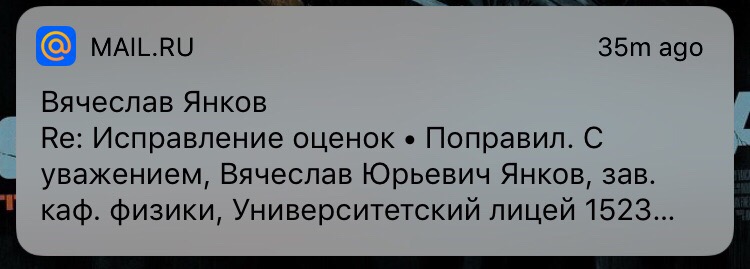 MAIL.RU
35m ago
Вячеслав Янков
Re: Исправление оценок • Поправил. С
уважением, Вячеслав Юрьевич Янков, зав.
каф. физики, Университетский лицей 1523...